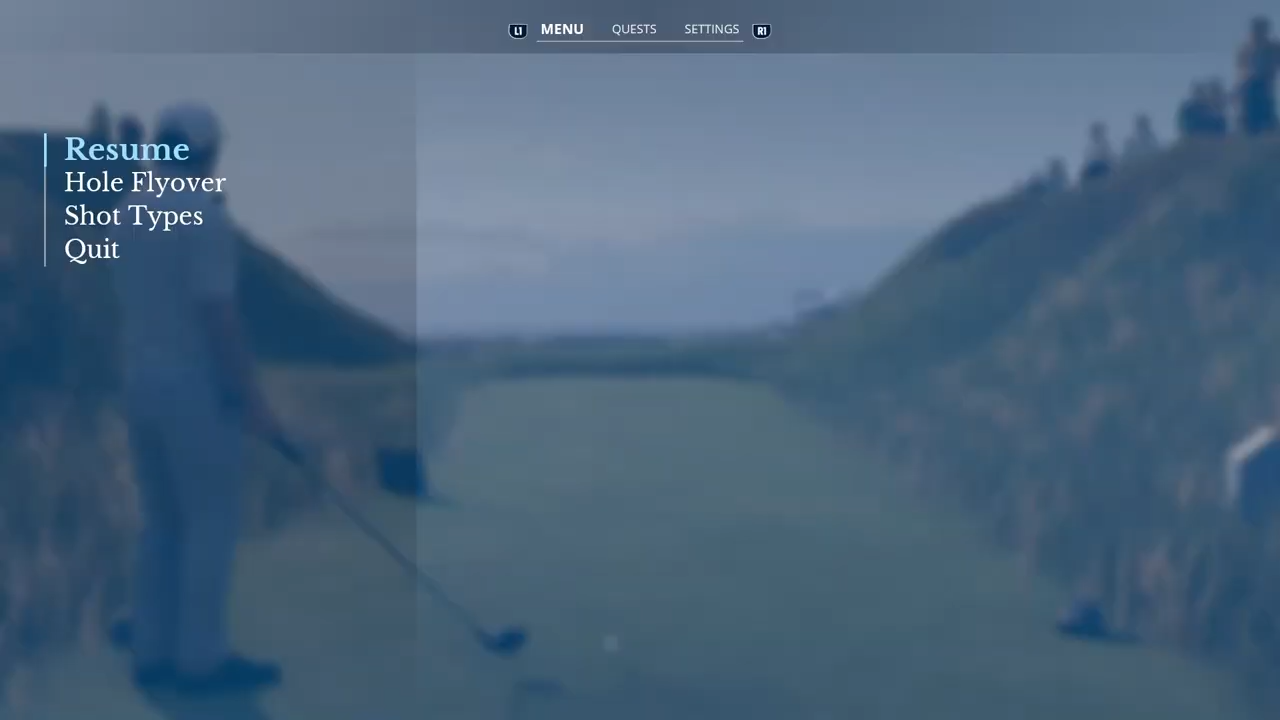 L1 MENU QUESTS SETTINGS R1
Resume
Hole Flyover
Shot Types
Quit